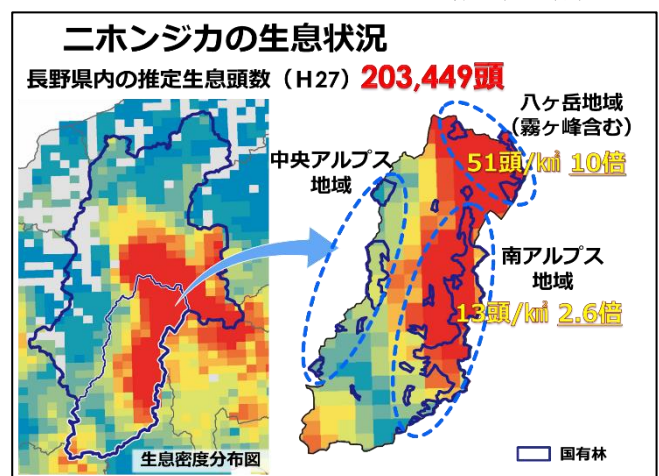 ニホンジカの生息状況
長野県内の推定生息頭数（H27）203,449頭
八ヶ岳地域
（霧ヶ峰含む）
51頭/㎢ 10倍
中央アルプス
地域
南アルプス
地域
13頭/㎢ 2.6倍
生息密度分布図
国有林